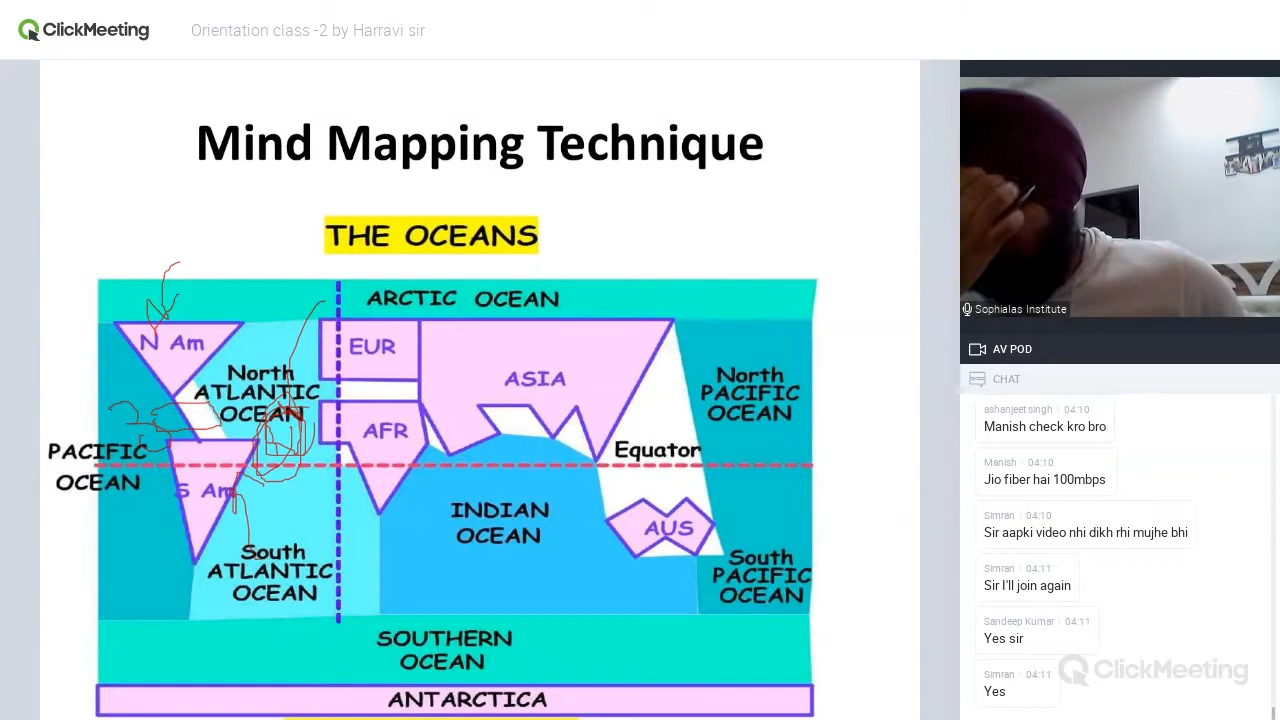 ClickMeeting
Orientation class -2 by Harravi sir
Mind Mapping Technique
THE OCEANS
ARCTIC OCEAN
N Am
EUR
ASIA
North
ATLANTIC
OCEAN
North
PACIFIC
OCEAN
AFR
PACIFIC
OCEAN
Equator
S Am
INDIAN
OCEAN
AUS
South
ATLANTIC
OCEAN
South
PACIFIC
OCEAN
SOUTHERN
OCEAN
ANTARCTICA
Sophialas Institute
AV POD
CHAT
ashanjeet singh 04:10
Manish check kro bro
Manish 04:10
Jio fiber hai 100mbps
Simran 04:10
Sir aapki video nhi dikh rhi mujhe bhi
Simran 04:11
Sir I'll join again
Sandeep Kumar 04:11
Yes sir
Simran 04:11
Yes
ClickMeeting